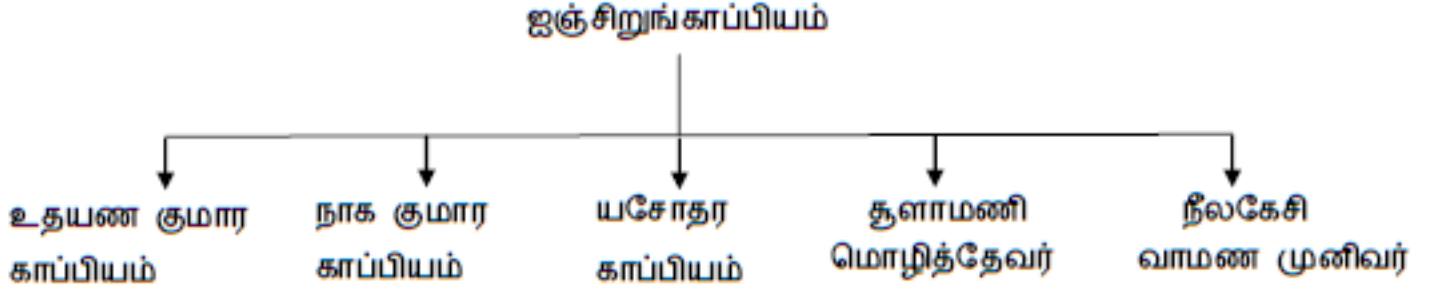 ஐஞ்சிறுங்காப்பியம்
உதயண குமார காப்பியம்
நாக குமார காப்பியம்
யசோதர காப்பியம்
சூளாமணி மொழித்தேவர்
நீலகேசி வாமண முனிவர்